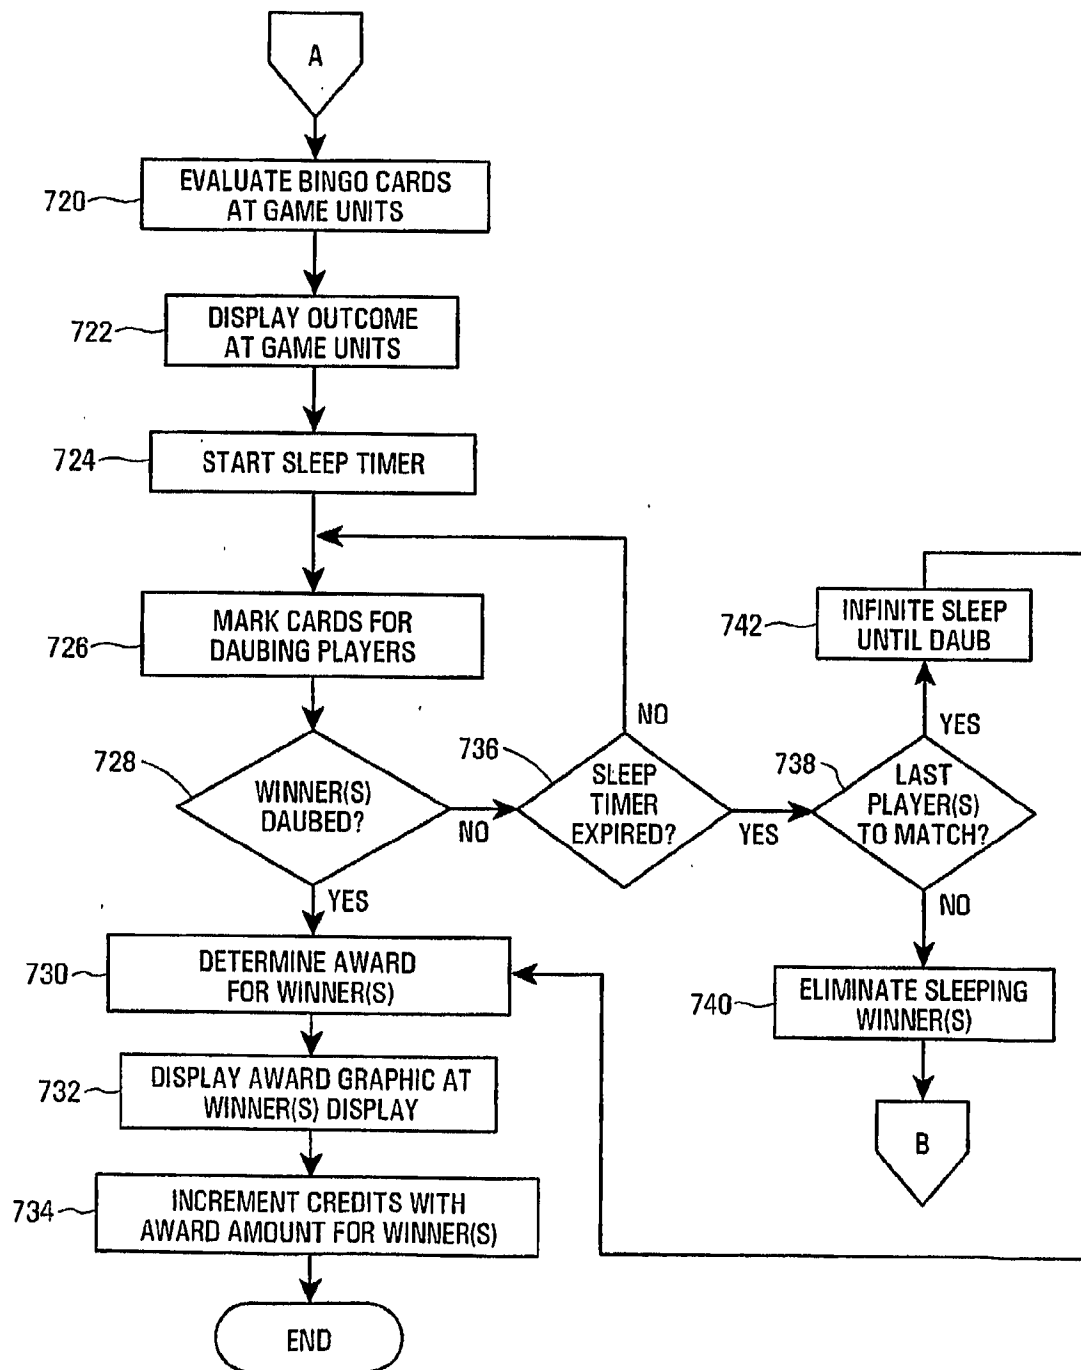 A
720
EVALUATE BINGO CARDS
AT GAME UNITS
722
DISPLAY OUTCOME
AT GAME UNITS
724
START SLEEP TIMER
726
MARK CARDS FOR
DAUBING PLAYERS
742
INFINITE SLEEP
UNTIL DAUB
728
WINNER(S)
DAUBED?
NO
YES
736
SLEEP
TIMER
EXPIRED?
NO
YES
738
LAST
PLAYER(S)
TO MATCH?
YES
NO
730
DETERMINE AWARD
FOR WINNER(S)
740
ELIMINATE SLEEPING
WINNER(S)
732
DISPLAY AWARD GRAPHIC AT
WINNER(S) DISPLAY
B
734
INCREMENT CREDITS WITH
AWARD AMOUNT FOR WINNER(S)
END